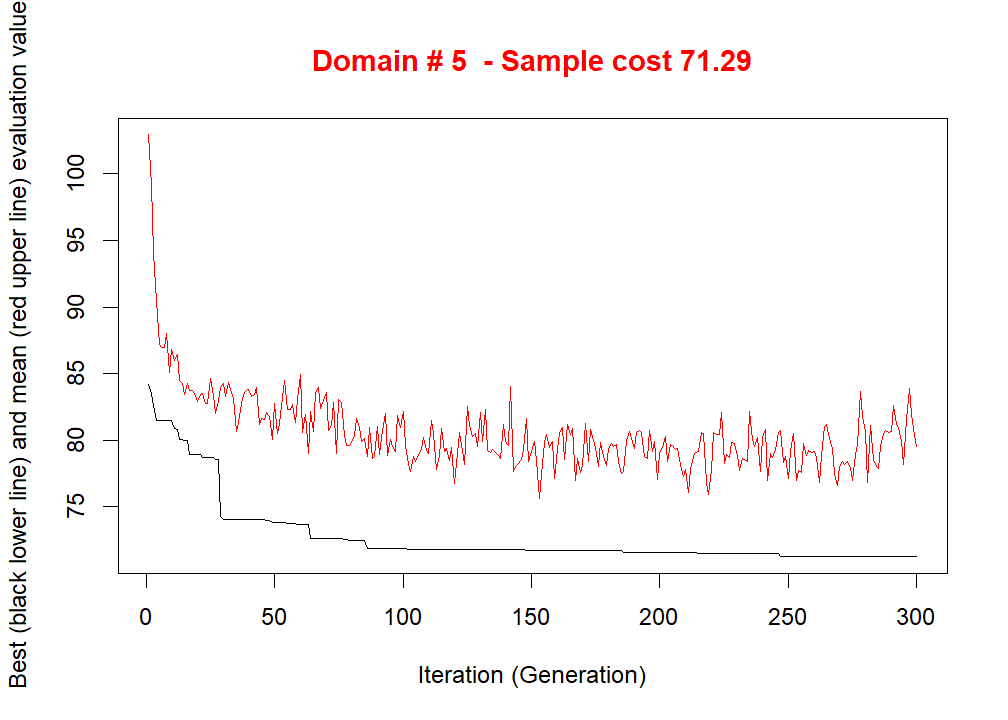 Domain # 5  - Sample cost 71.29
Best (black lower line) and mean (red upper line) evaluation value
100
95
90
85
80
75
0 50 100 150 200 250 300
Iteration (Generation)